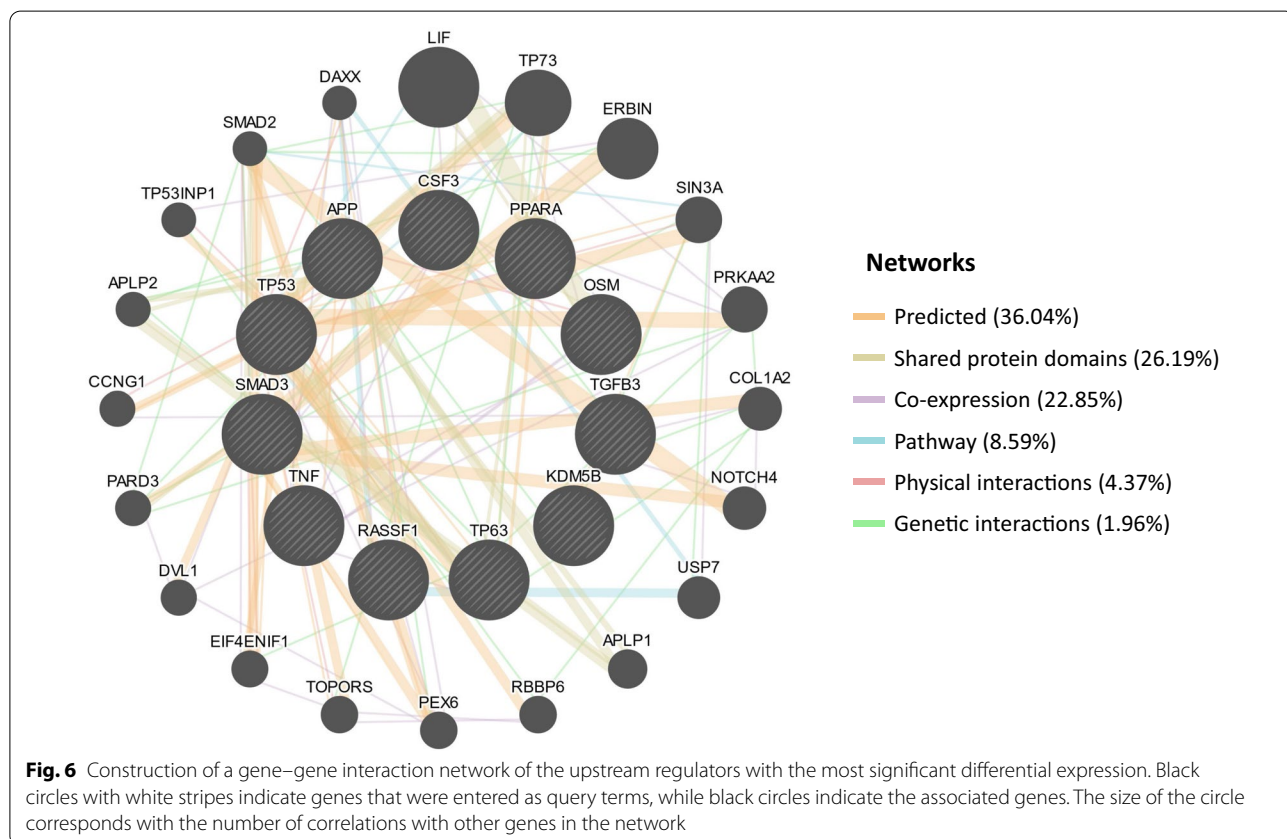 LIF
TP73
DAXX
ERBIN
SMAD2
CSF3
SIN3A
TP53INP1
APP
PPARA
PRKAA2
APLP2
TP53
OSM
COL1A2
CCNG1
SMAD3
TGFB3
NOTCH4
PARD3
TNF
KDM5B
RASSF1
TP63
USP7
DVL1
EIF4ENIF1
APLP1
TOPORS
PEX6
RBBP6
Networks
Predicted (36.04%)
Shared protein domains (26.19%)
Co-expression (22.85%)
Pathway (8.59%)
Physical interactions (4.37%)
Genetic interactions (1.96%)
Fig. 6 Construction of a gene–gene interaction network of the upstream regulators with the most significant differential expression. Black
circles with white stripes indicate genes that were entered as query terms, while black circles indicate the associated genes. The size of the circle
corresponds with the number of correlations with other genes in the network